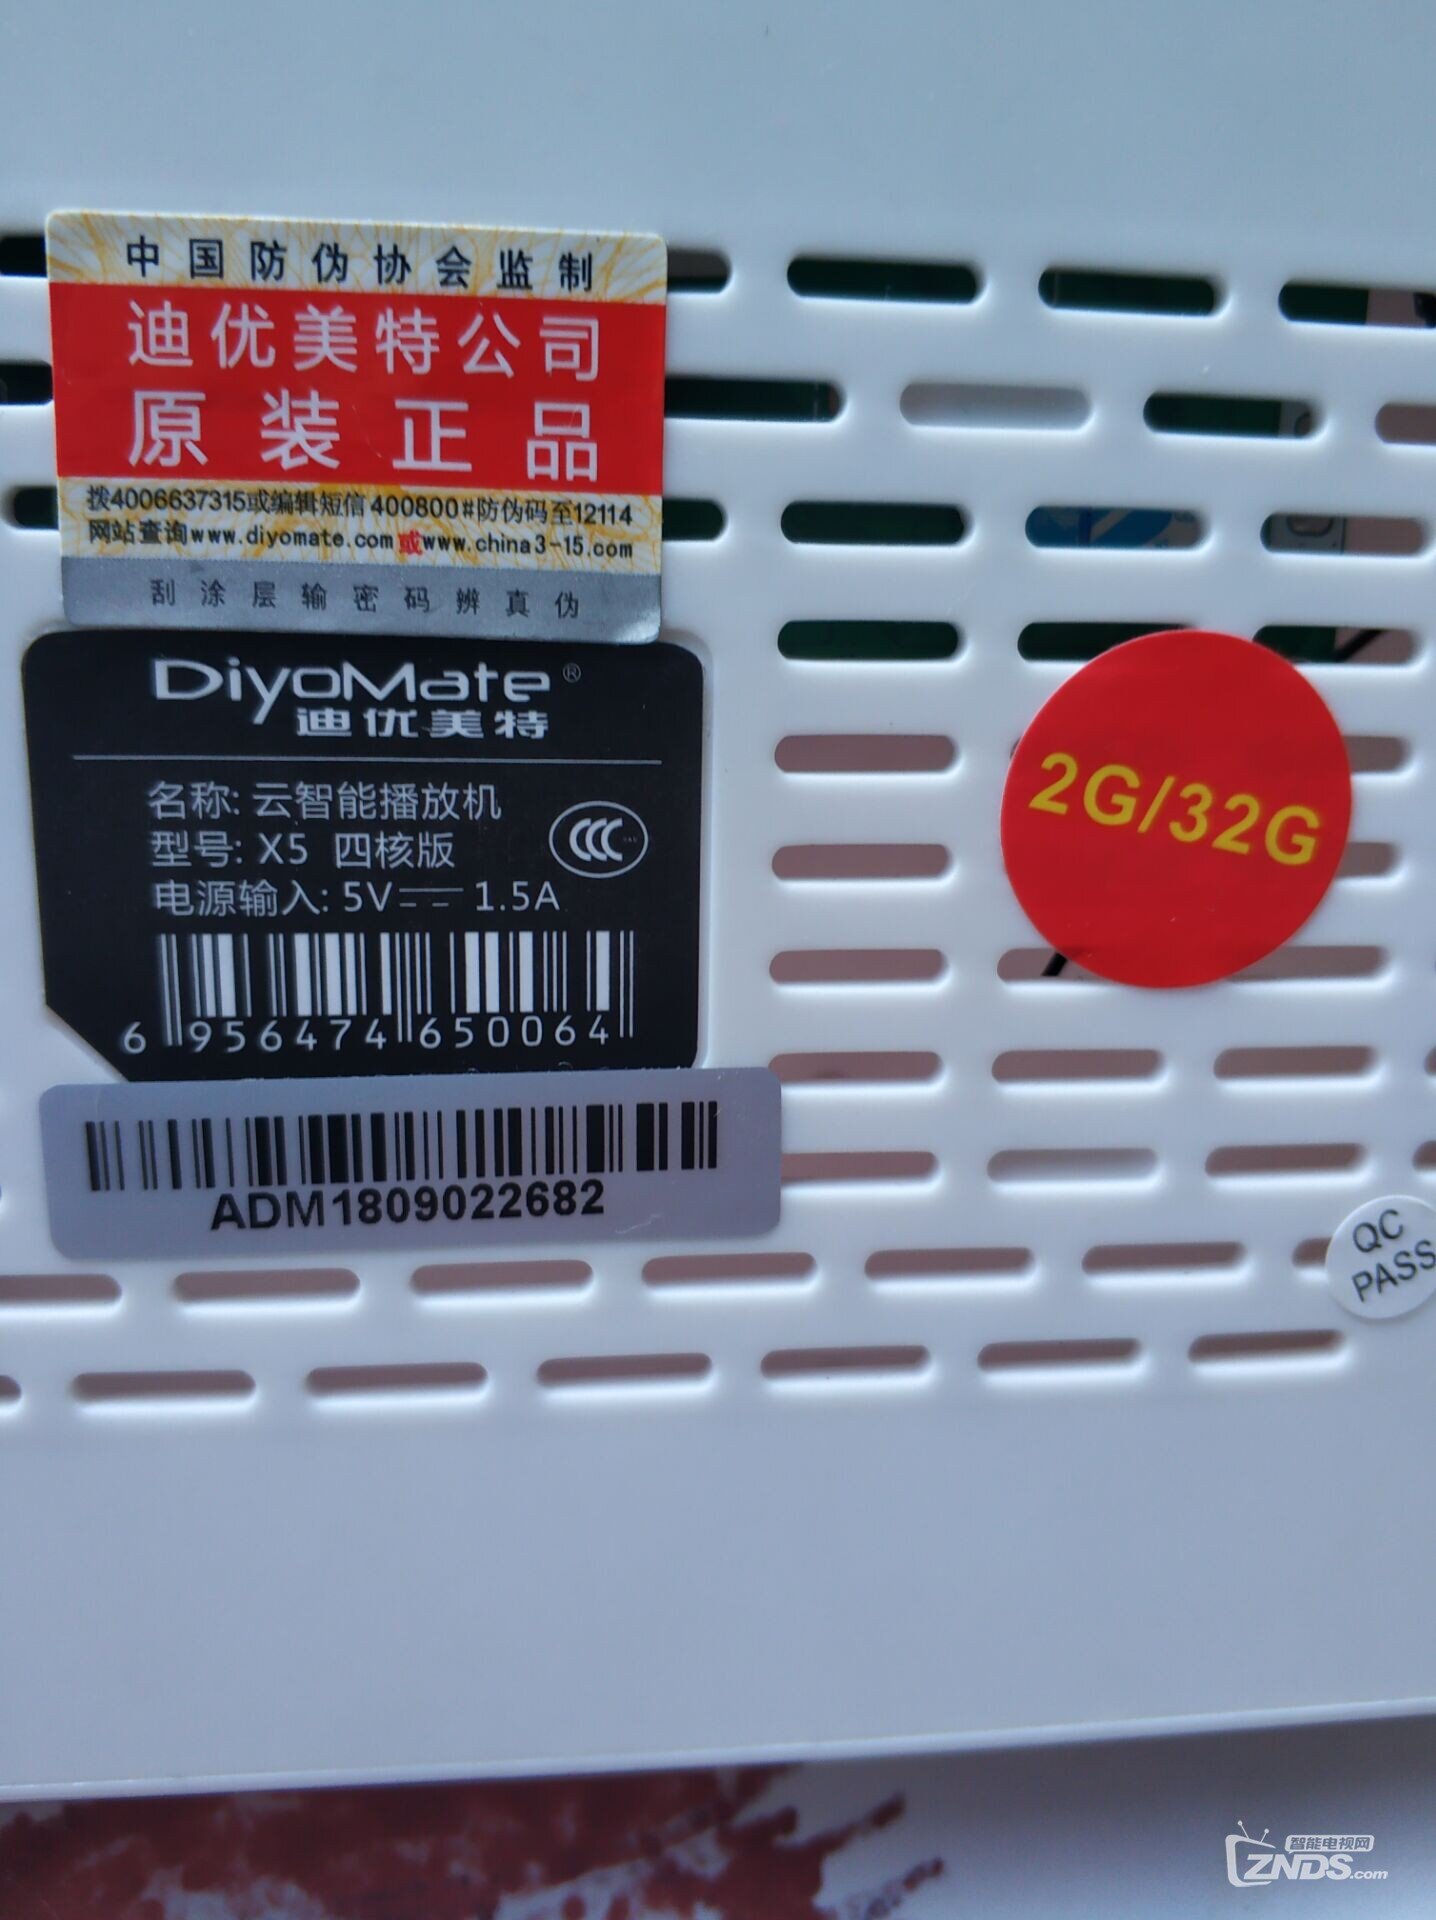 中国防伪协会监制
迪优美特公司
原装正品
拨4006637315或编辑短信400800#防伪码至12114
网站查询www.diyomate.com或www.china3-15.com
刮涂层输密码辨真伪
DiyoMate®
迪优美特
名称: 云智能播放机
型号: X5 四核版
CCC
电源输入: 5V 1.5A
6 956474 650064
ADM1809022682
2G/32G
QC
PASS
智能电视网
ZNDS.com